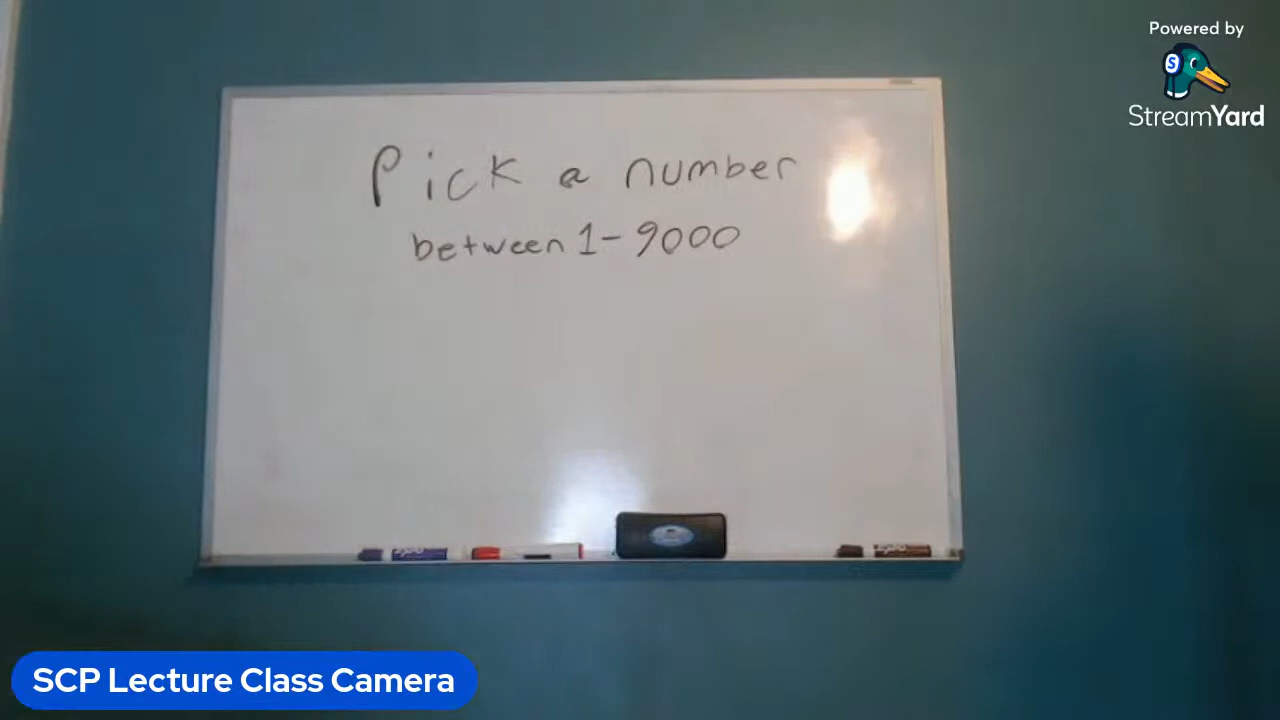 Powered by
StreamYard
Pick a number
between 1-9000
SCP Lecture Class Camera